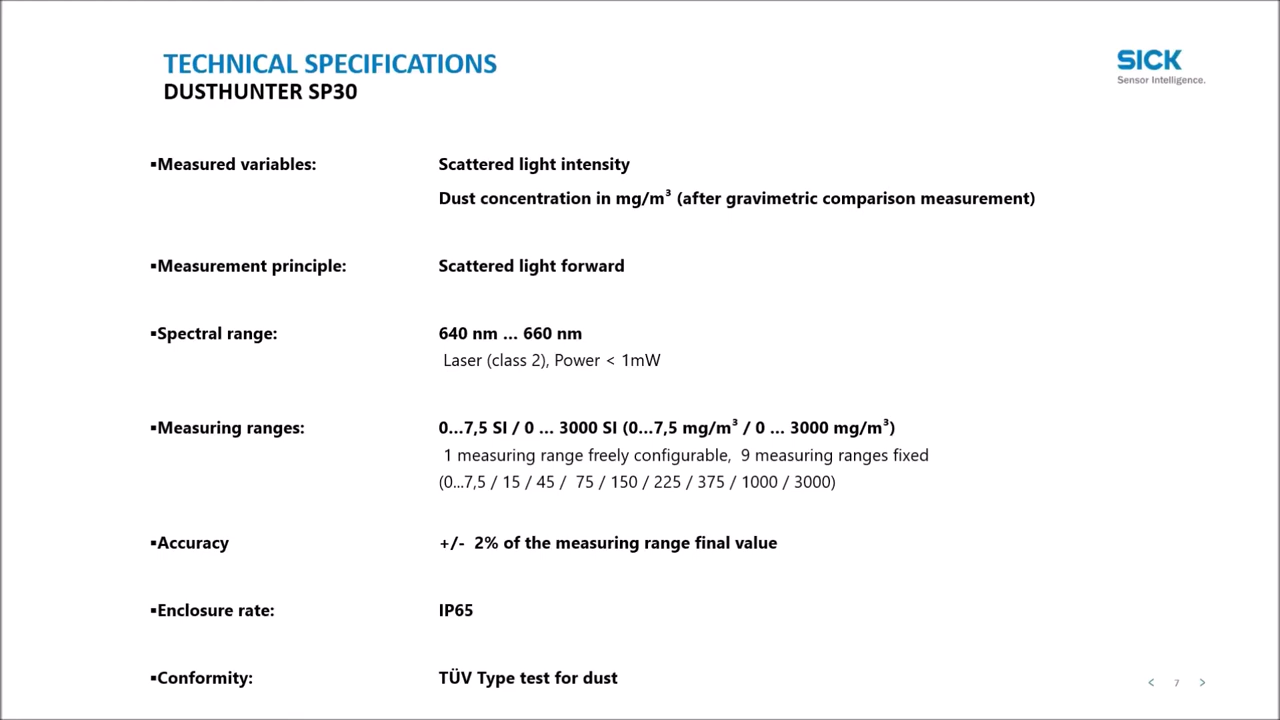 TECHNICAL SPECIFICATIONS
DUSTHUNTER SP30
SICK
Sensor Intelligence.
▪Measured variables: Scattered light intensity
Dust concentration in mg/m³ (after gravimetric comparison measurement)
▪Measurement principle: Scattered light forward
▪Spectral range: 640 nm ... 660 nm
Laser (class 2), Power < 1mW
▪Measuring ranges: 0...7,5 SI / 0 ... 3000 SI (0...7,5 mg/m³ / 0 ... 3000 mg/m³)
1 measuring range freely configurable, 9 measuring ranges fixed
(0...7,5 / 15 / 45 / 75 / 150 / 225 / 375 / 1000 / 3000)
▪Accuracy +/- 2% of the measuring range final value
▪Enclosure rate: IP65
▪Conformity: TÜV Type test for dust
< 7 >